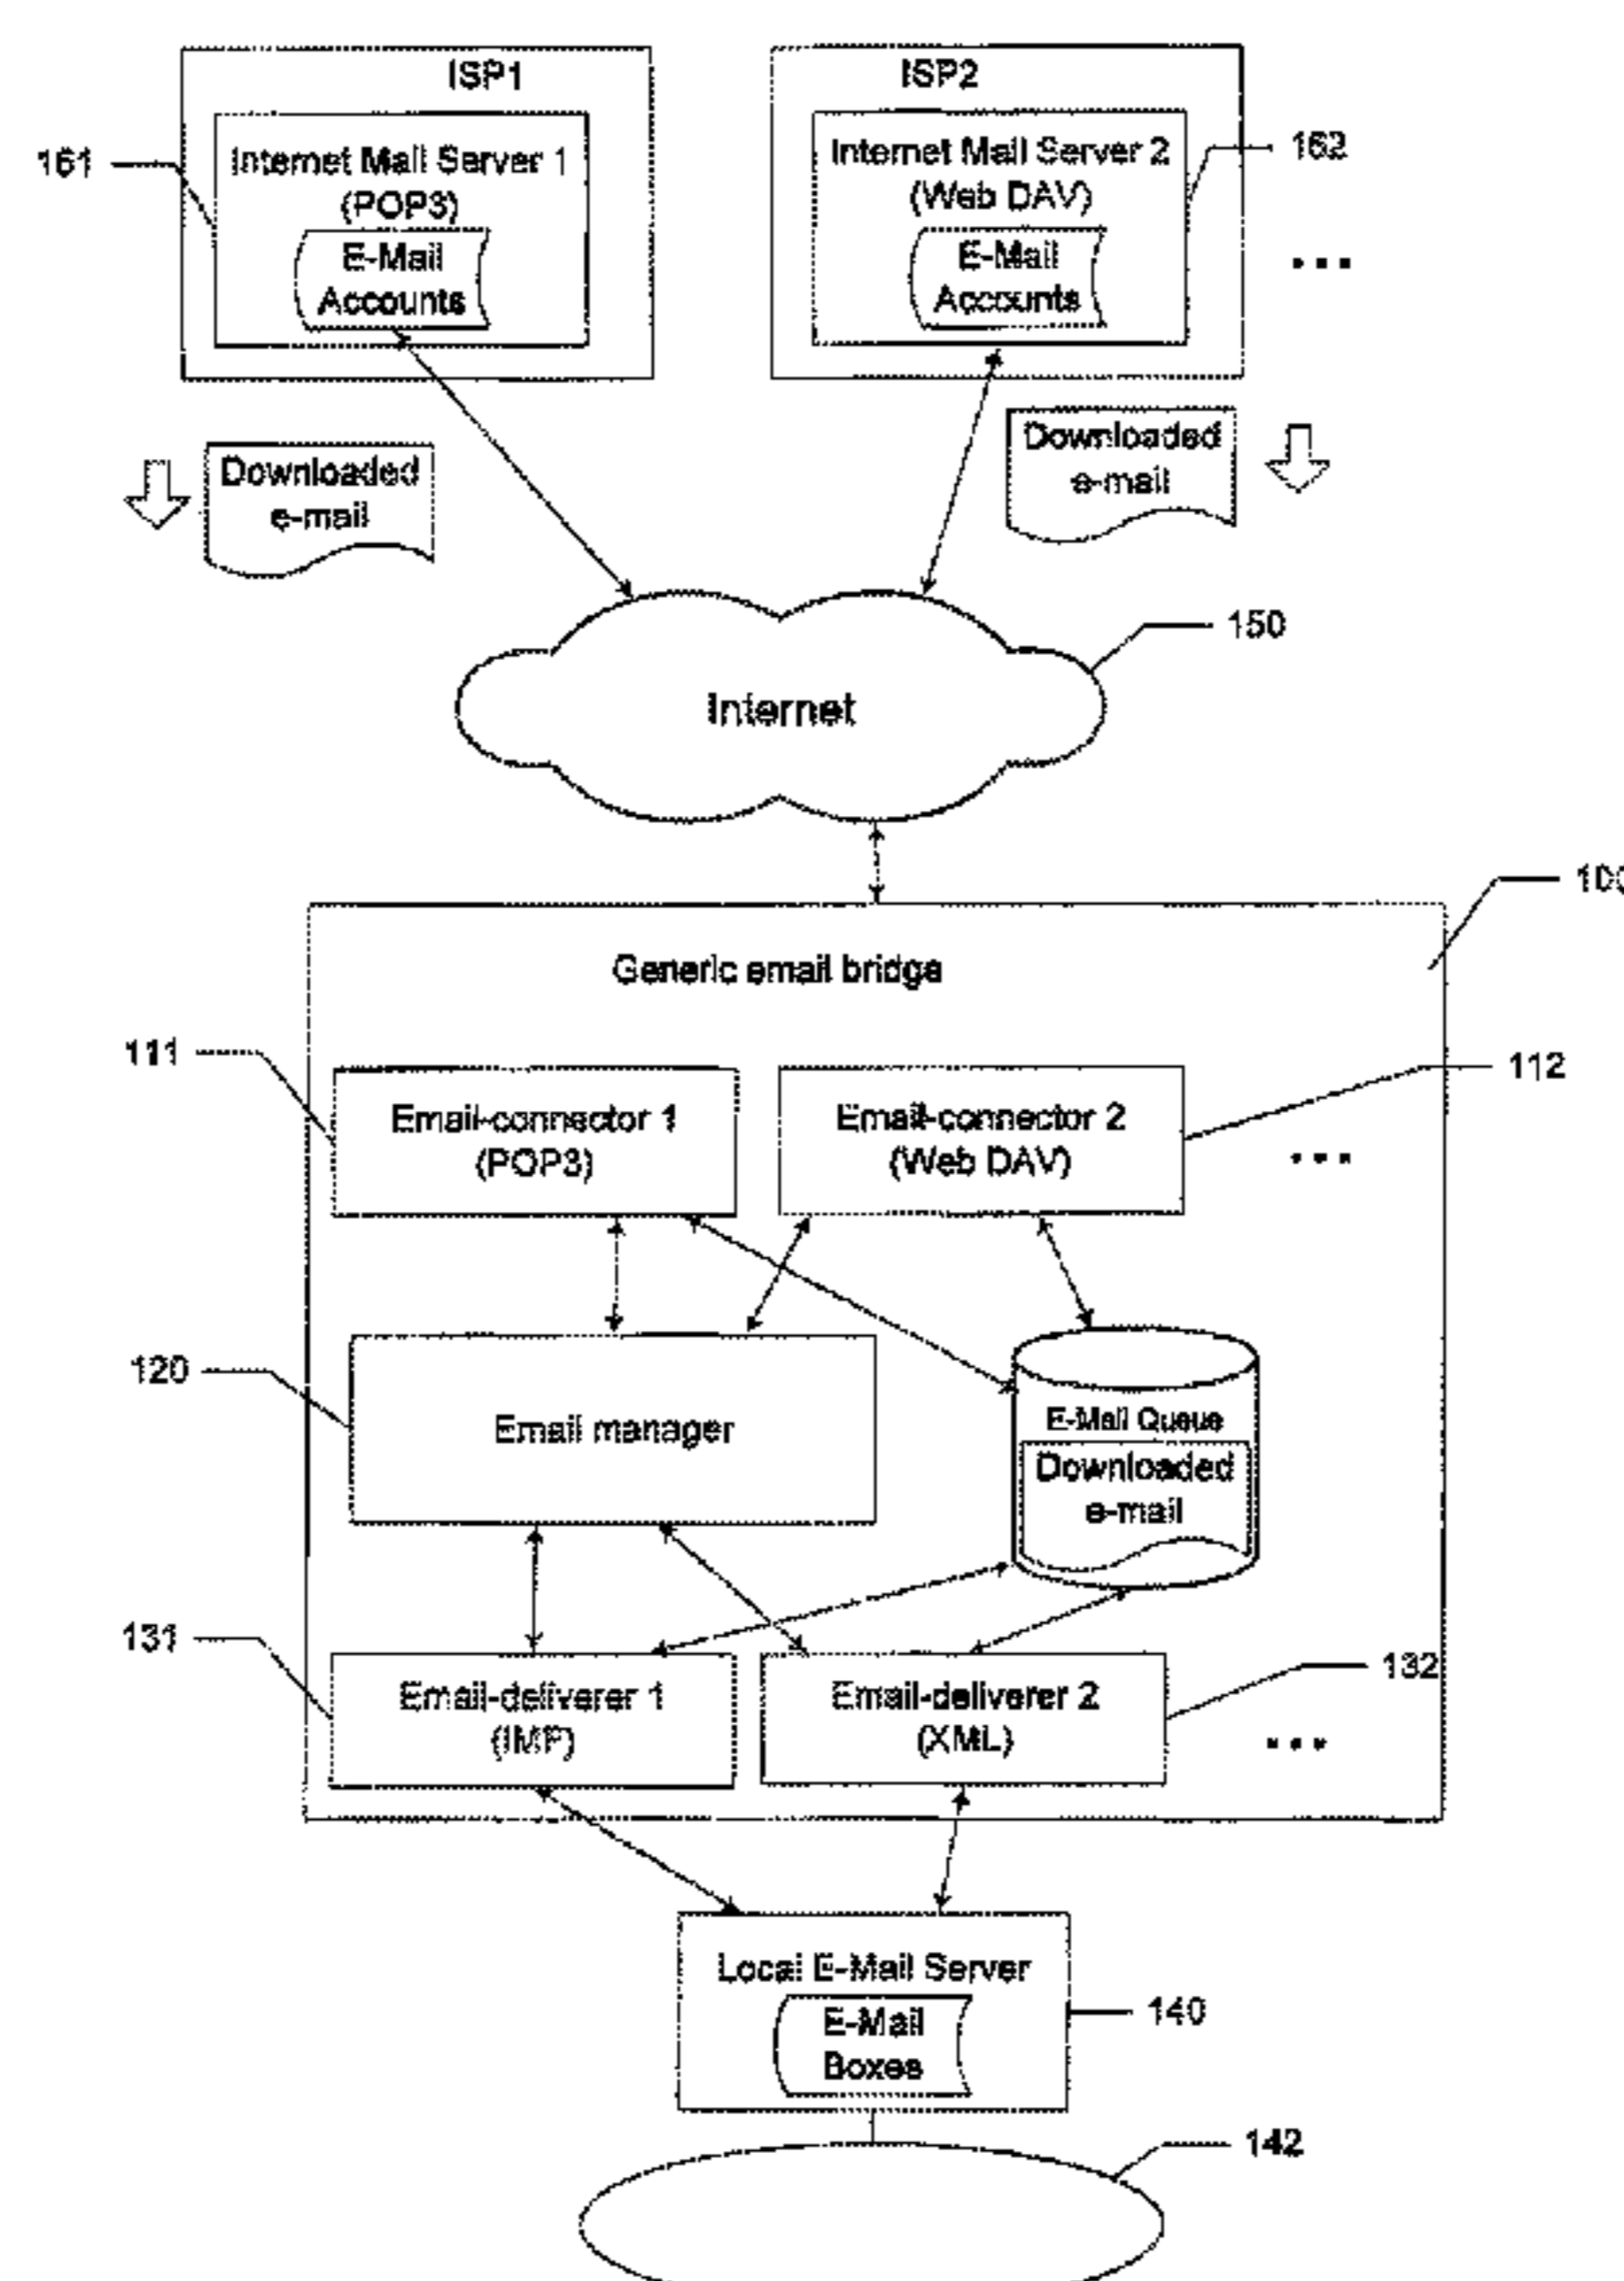 ISP1
ISP2
161
Internet Mail Server 1
(POP3)
E-Mail
Accounts
Internet Mail Server 2
(Web DAV)
E-Mail
Accounts
162
...
Downloaded
e-mail
Downloaded
e-mail
150
Internet
100
Generic email bridge
111
Email-connector 1
(POP3)
Email-connector 2
(Web DAV)
112
...
120
Email manager
E-Mail Queue
Downloaded
e-mail
131
Email-deliverer 1
(IMF)
Email-deliverer 2
(XML)
132
...
Local E-Mail Server
E-Mail
Boxes
140
142